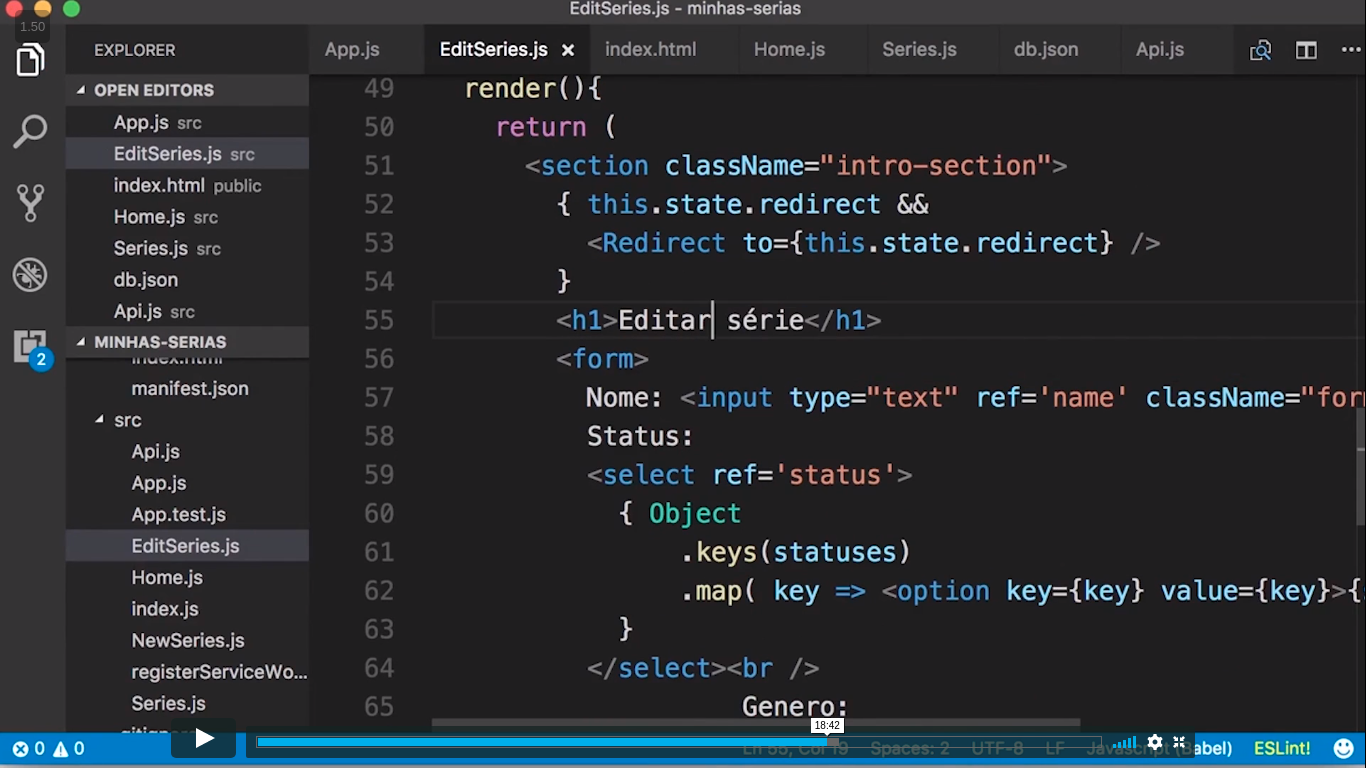 EditSeries.js - minhas-serias
1.50
EXPLORER
App.js
EditSeries.js ×
index.html
Home.js
Series.js
db.json
Api.js
OPEN EDITORS
App.js src
EditSeries.js src
index.html public
Home.js src
Series.js src
db.json
Api.js src
MINHAS-SERIAS
index.html
manifest.json
src
Api.js
App.js
App.test.js
EditSeries.js
Home.js
index.js
NewSeries.js
registerServiceWo...
Series.js
.gitignore
2
49 render(){
50 return (
51 <section className="intro-section">
52 { this.state.redirect &&
53 <Redirect to={this.state.redirect} />
54 }
55 <h1>Editar série</h1>
56 <form>
57 Nome: <input type="text" ref='name' className="for
58 Status:
59 <select ref='status'>
60 { Object
61 .keys(statuses)
62 .map( key => <option key={key} value={key}>{
63 }
64 </select><br />
65 Genero:
18:42
0 0
Ln 55, Col 19 Spaces: 2 UTF-8 LF Javascript (Babel) ESLint!